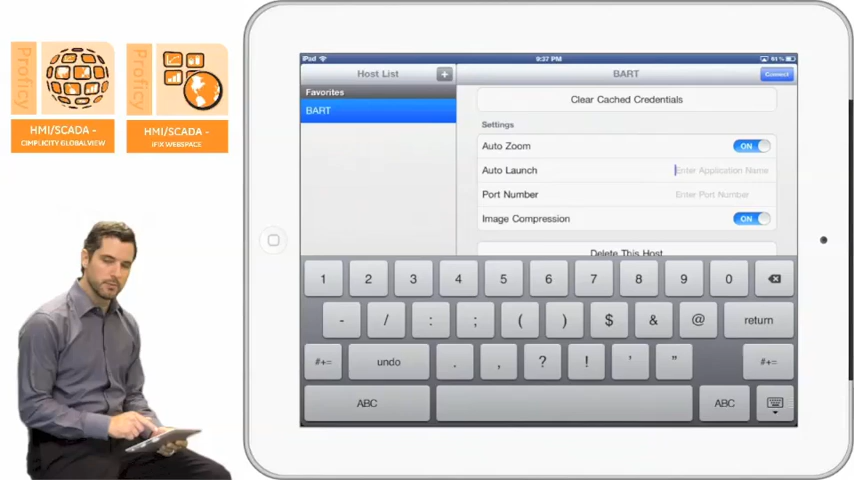 Proficy
HMI/SCADA -
CIMPLICITY GLOBALVIEW
Proficy
HMI/SCADA -
IFIX WEBSPACE
iPad 9:37 PM 61%
Host List +
BART
Connect
Favorites
BART
Clear Cached Credentials
Settings
Auto Zoom ON
Auto Launch Enter Application Name
Port Number Enter Port Number
Image Compression ON
Delete This Host
1 2 3 4 5 6 7 8 9 0
- / : ; ( ) $ & @ return
#+= undo . , ? ! ' " #+=
ABC ABC